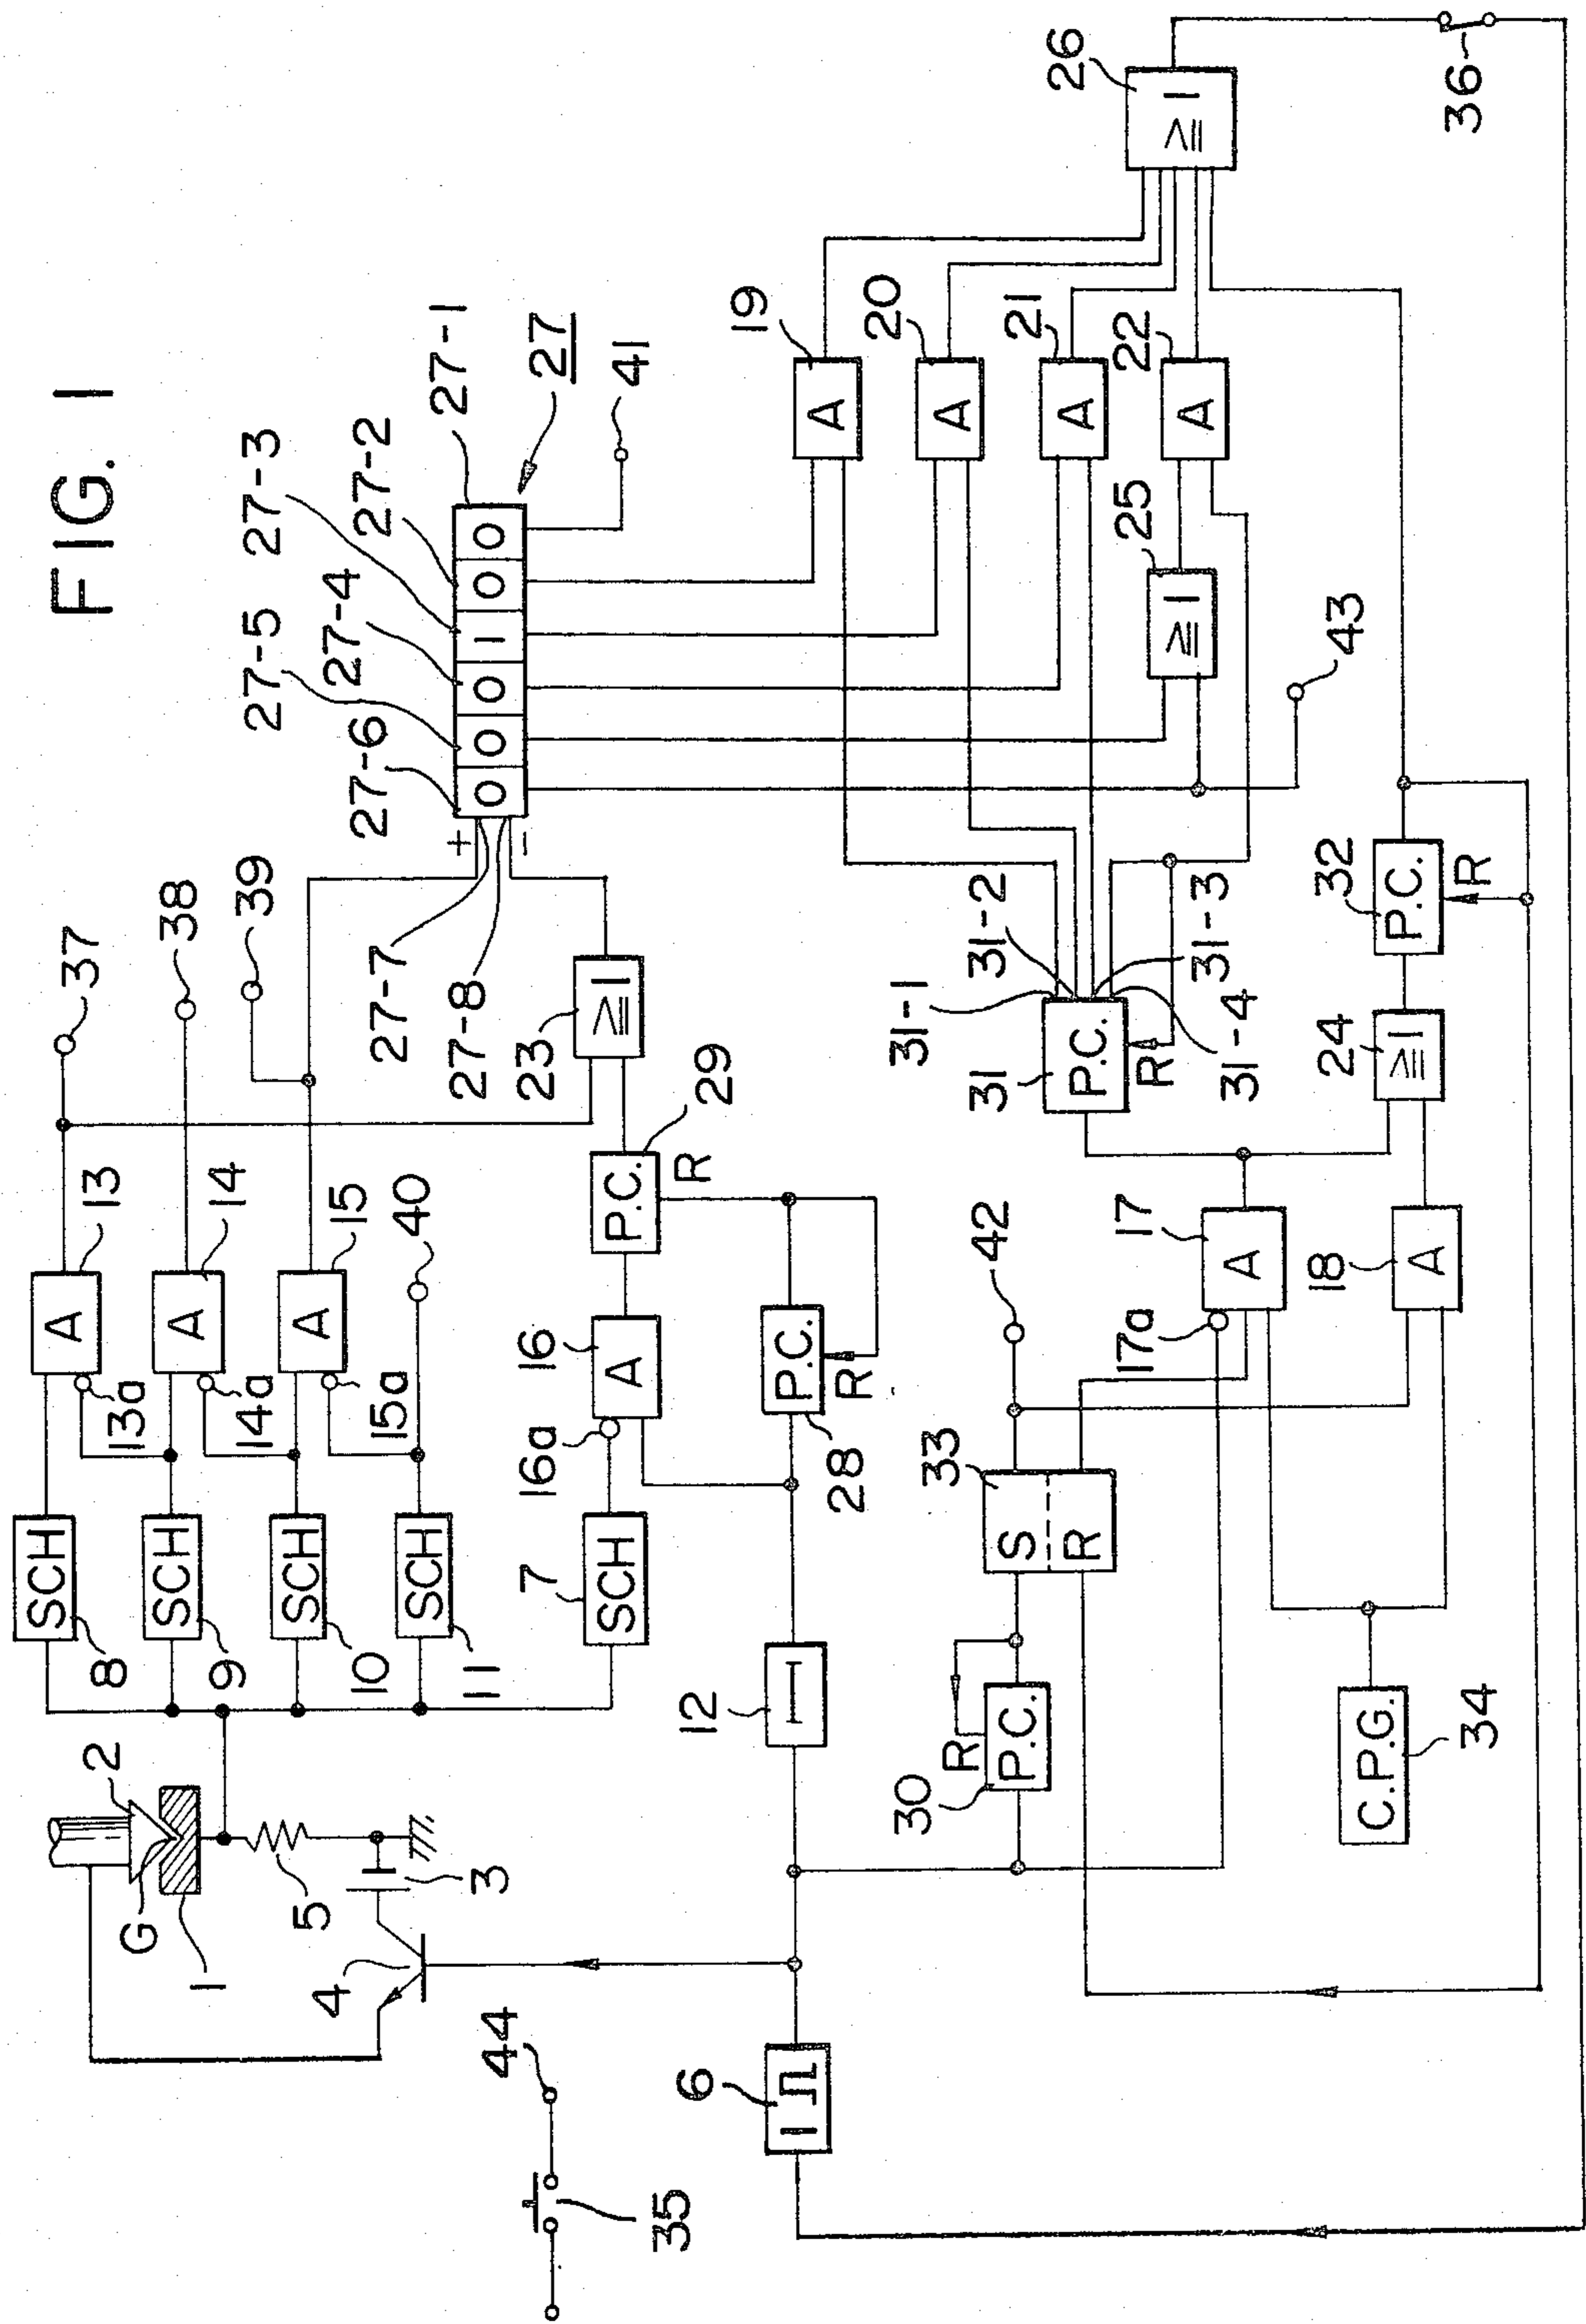 FIG. 1
37
38
39
13
A
13a
14
A
14a
15
A
15a
40
SCH
8
SCH
9
SCH
10
SCH
11
7
SCH
16a
16
A
P.C.
29
R
23
≧1
27-7
27-8
+
−
27-6
27-5
27-4
27-3
27-2
27-1
0
0
0
1
0
0
27
41
2
G
1
5
3
4
44
35
6
1
12
28
P.C.
R
30
P.C.
R
33
S
R
42
17a
17
A
18
A
C.P.G.
34
31
P.C.
R
31-1
31-2
31-3
31-4
24
≧1
32
P.C.
R
43
25
≧1
19
A
20
A
21
A
22
A
26
≧1
36